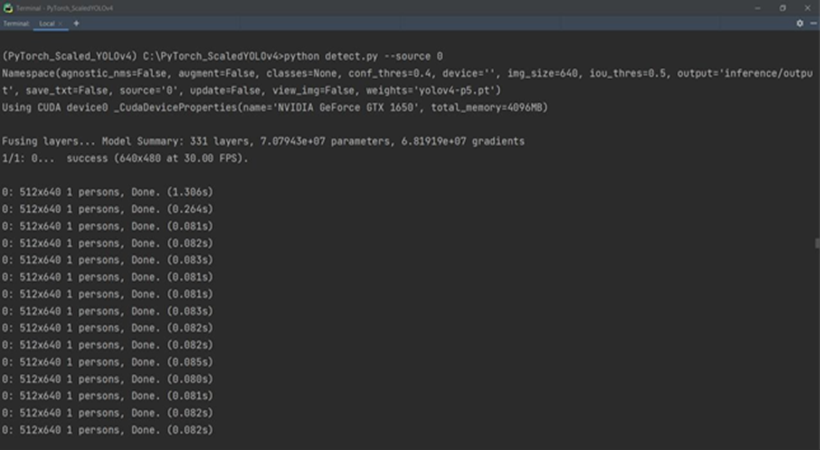 Terminal - PyTorch_ScaledYOLOv4
Terminal: Local × +
(PyTorch_Scaled_YOLOv4) C:\PyTorch_ScaledYOLOv4>python detect.py --source 0
Namespace(agnostic_nms=False, augment=False, classes=None, conf_thres=0.4, device='', img_size=640, iou_thres=0.5, output='inference/outpu
t', save_txt=False, source='0', update=False, view_img=False, weights='yolov4-p5.pt')
Using CUDA device0 _CudaDeviceProperties(name='NVIDIA GeForce GTX 1650', total_memory=4096MB)
Fusing layers... Model Summary: 331 layers, 7.07943e+07 parameters, 6.81919e+07 gradients
1/1: 0...  success (640x480 at 30.00 FPS).
0: 512x640 1 persons, Done. (1.306s)
0: 512x640 1 persons, Done. (0.264s)
0: 512x640 1 persons, Done. (0.081s)
0: 512x640 1 persons, Done. (0.082s)
0: 512x640 1 persons, Done. (0.083s)
0: 512x640 1 persons, Done. (0.081s)
0: 512x640 1 persons, Done. (0.081s)
0: 512x640 1 persons, Done. (0.083s)
0: 512x640 1 persons, Done. (0.082s)
0: 512x640 1 persons, Done. (0.082s)
0: 512x640 1 persons, Done. (0.085s)
0: 512x640 1 persons, Done. (0.080s)
0: 512x640 1 persons, Done. (0.081s)
0: 512x640 1 persons, Done. (0.082s)
0: 512x640 1 persons, Done. (0.082s)